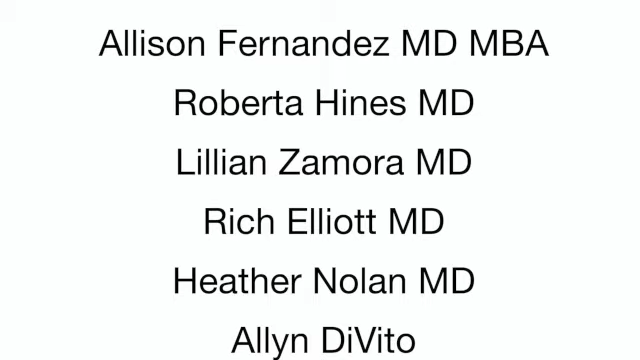 Allison Fernandez MD MBA
Roberta Hines MD
Lillian Zamora MD
Rich Elliott MD
Heather Nolan MD
Allyn DiVito